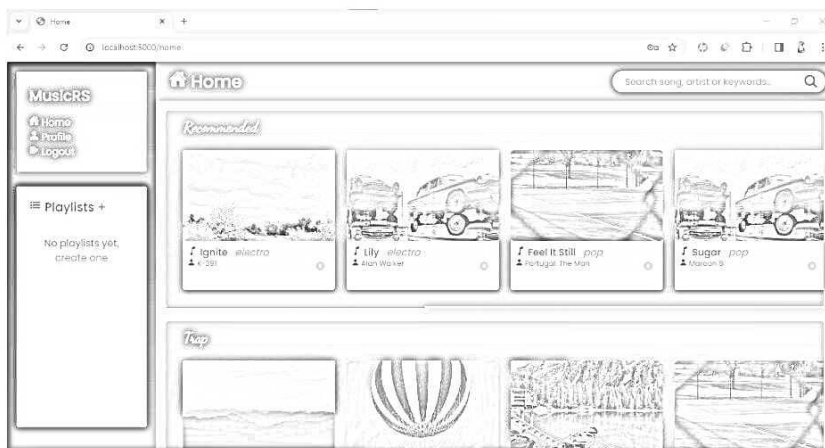 Home
localhost:5000/home
MusicRS
Home
Profile
Logout
Playlists +
No playlists yet,
create one
Home
Search song, artist or keywords..
Recommended
Ignite electro
K-391
Lily electro
Alan Walker
Feel It Still pop
Portugal. The Man
Sugar pop
Maroon 5
Trap